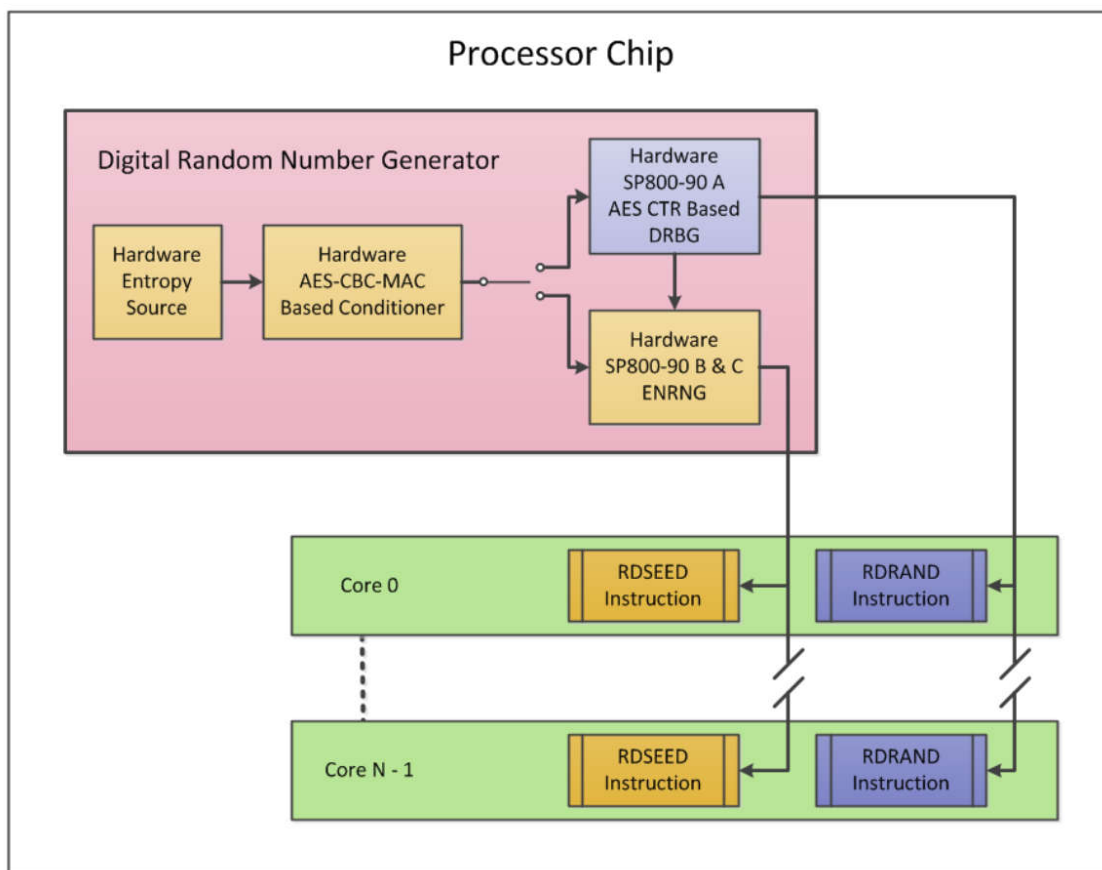 Processor Chip
Digital Random Number Generator
Hardware
Entropy
Source
Hardware
AES-CBC-MAC
Based Conditioner
Hardware
SP800-90 A
AES CTR Based
DRBG
Hardware
SP800-90 B & C
ENRNG
Core 0
RDSEED
Instruction
RDRAND
Instruction
Core N - 1
RDSEED
Instruction
RDRAND
Instruction